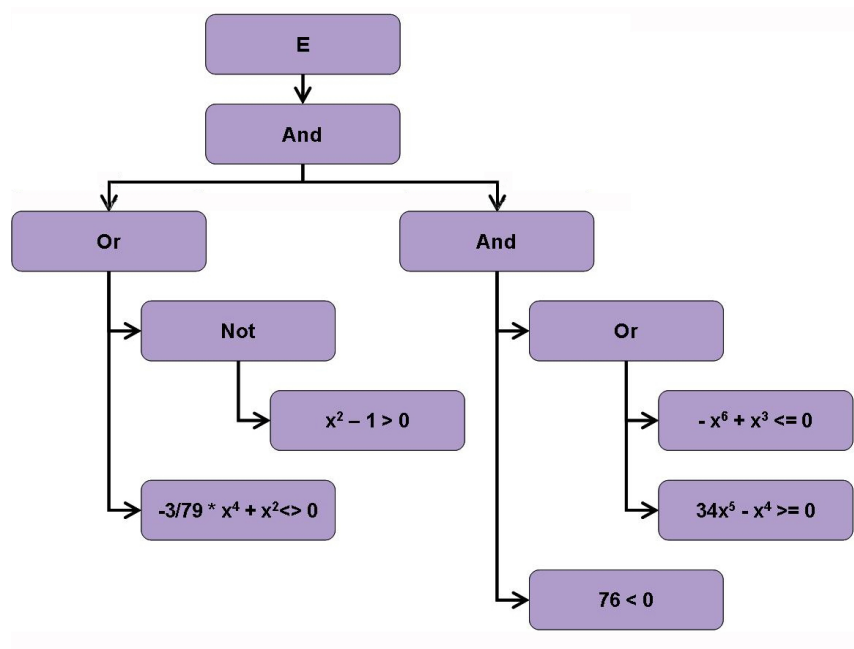 E
And
Or
And
Not
Or
x² – 1 > 0
- x⁶ + x³ <= 0
-3/79 * x⁴ + x²<> 0
34x⁵ - x⁴ >= 0
76 < 0